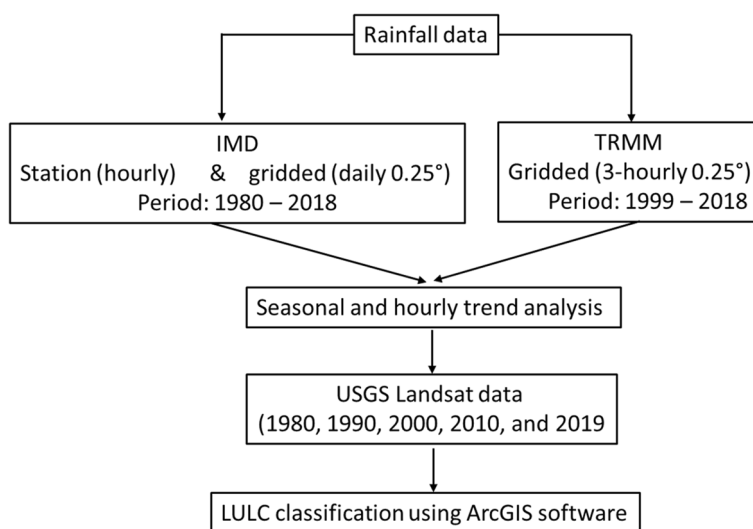 Rainfall data
IMD
Station (hourly) & gridded (daily 0.25°)
Period: 1980 – 2018
TRMM
Gridded (3-hourly 0.25°)
Period: 1999 – 2018
Seasonal and hourly trend analysis
USGS Landsat data
(1980, 1990, 2000, 2010, and 2019
LULC classification using ArcGIS software